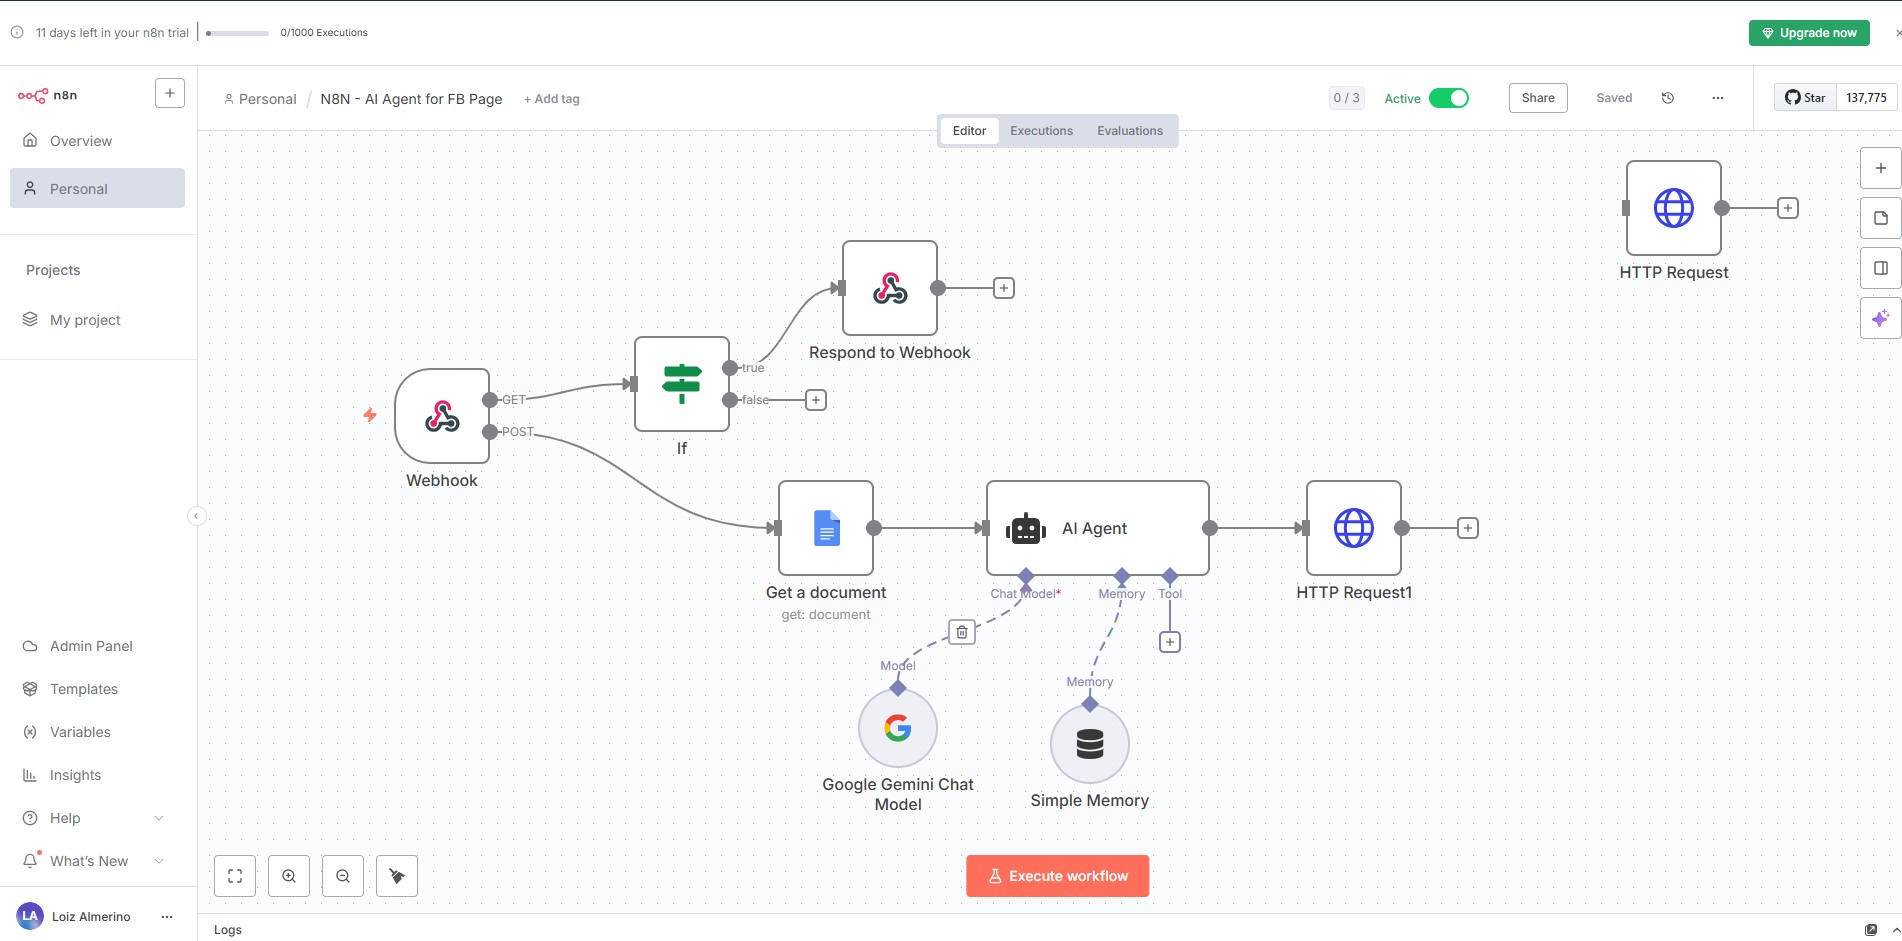 11 days left in your n8n trial
0/1000 Executions
Upgrade now
n8n
Personal / N8N - AI Agent for FB Page + Add tag
0 / 3
Active
Share
Saved
Star
137,775
Editor
Executions
Evaluations
Overview
Personal
Projects
My project
Admin Panel
Templates
Variables
Insights
Help
What's New
LA
Loiz Almerino
HTTP Request
Respond to Webhook
true
false
If
GET
POST
Webhook
Get a document
get: document
AI Agent
Chat Model*
Memory
Tool
HTTP Request1
Model
Google Gemini Chat
Model
Memory
Simple Memory
Execute workflow
Logs